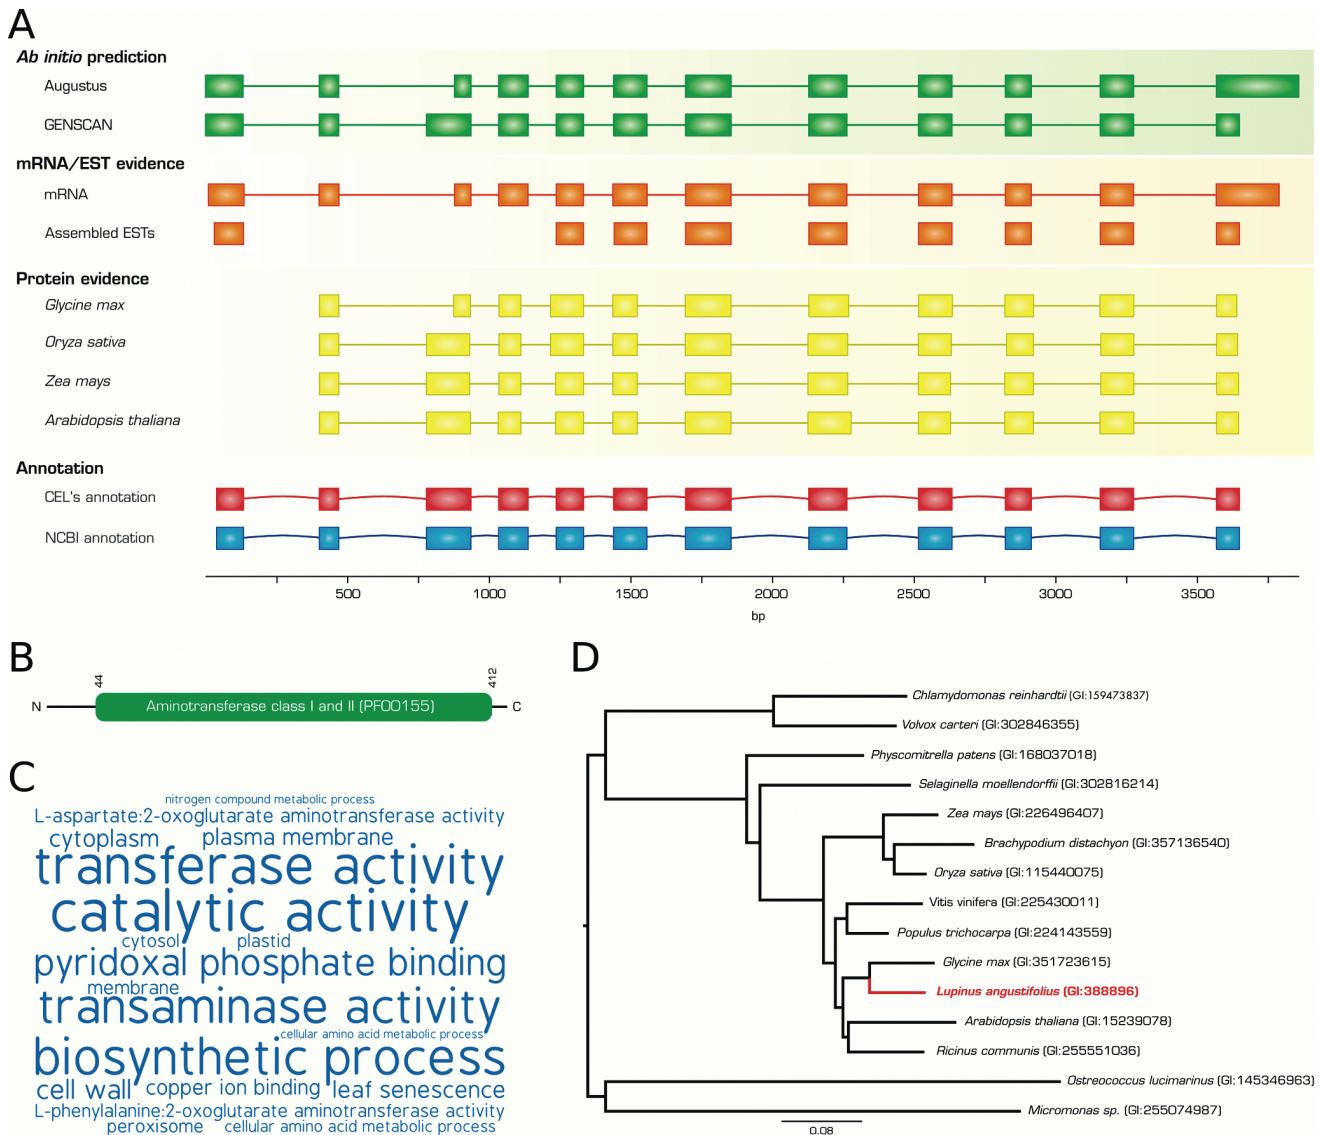 A
Ab initio prediction
Augustus
GENSCAN
mRNA/EST evidence
mRNA
Assembled ESTs
Protein evidence
Glycine max
Oryza sativa
Zea mays
Arabidopsis thaliana
Annotation
CEL's annotation
NCBI annotation
500 1000 1500 2000 2500 3000 3500
bp
B
44 412
N Aminotransferase class I and II (PF00155) C
C
nitrogen compound metabolic process
L-aspartate:2-oxoglutarate aminotransferase activity
cytoplasm plasma membrane
transferase activity
catalytic activity
cytosol plastid
pyridoxal phosphate binding
membrane
transaminase activity
cellular amino acid metabolic process
biosynthetic process
cell wall copper ion binding leaf senescence
L-phenylalanine:2-oxoglutarate aminotransferase activity
peroxisome cellular amino acid metabolic process
D
Chlamydomonas reinhardtii (GI:159473837)
Volvox carteri (GI:302846355)
Physcomitrella patens (GI:168037018)
Selaginella moellendorffii (GI:302816214)
Zea mays (GI:226496407)
Brachypodium distachyon (GI:357136540)
Oryza sativa (GI:115440075)
Vitis vinifera (GI:225430011)
Populus trichocarpa (GI:224143559)
Glycine max (GI:351723615)
Lupinus angustifolius (GI:388896)
Arabidopsis thaliana (GI:15239078)
Ricinus communis (GI:255551036)
Ostreococcus lucimarinus (GI:145346963)
Micromonas sp. (GI:255074987)
0.08